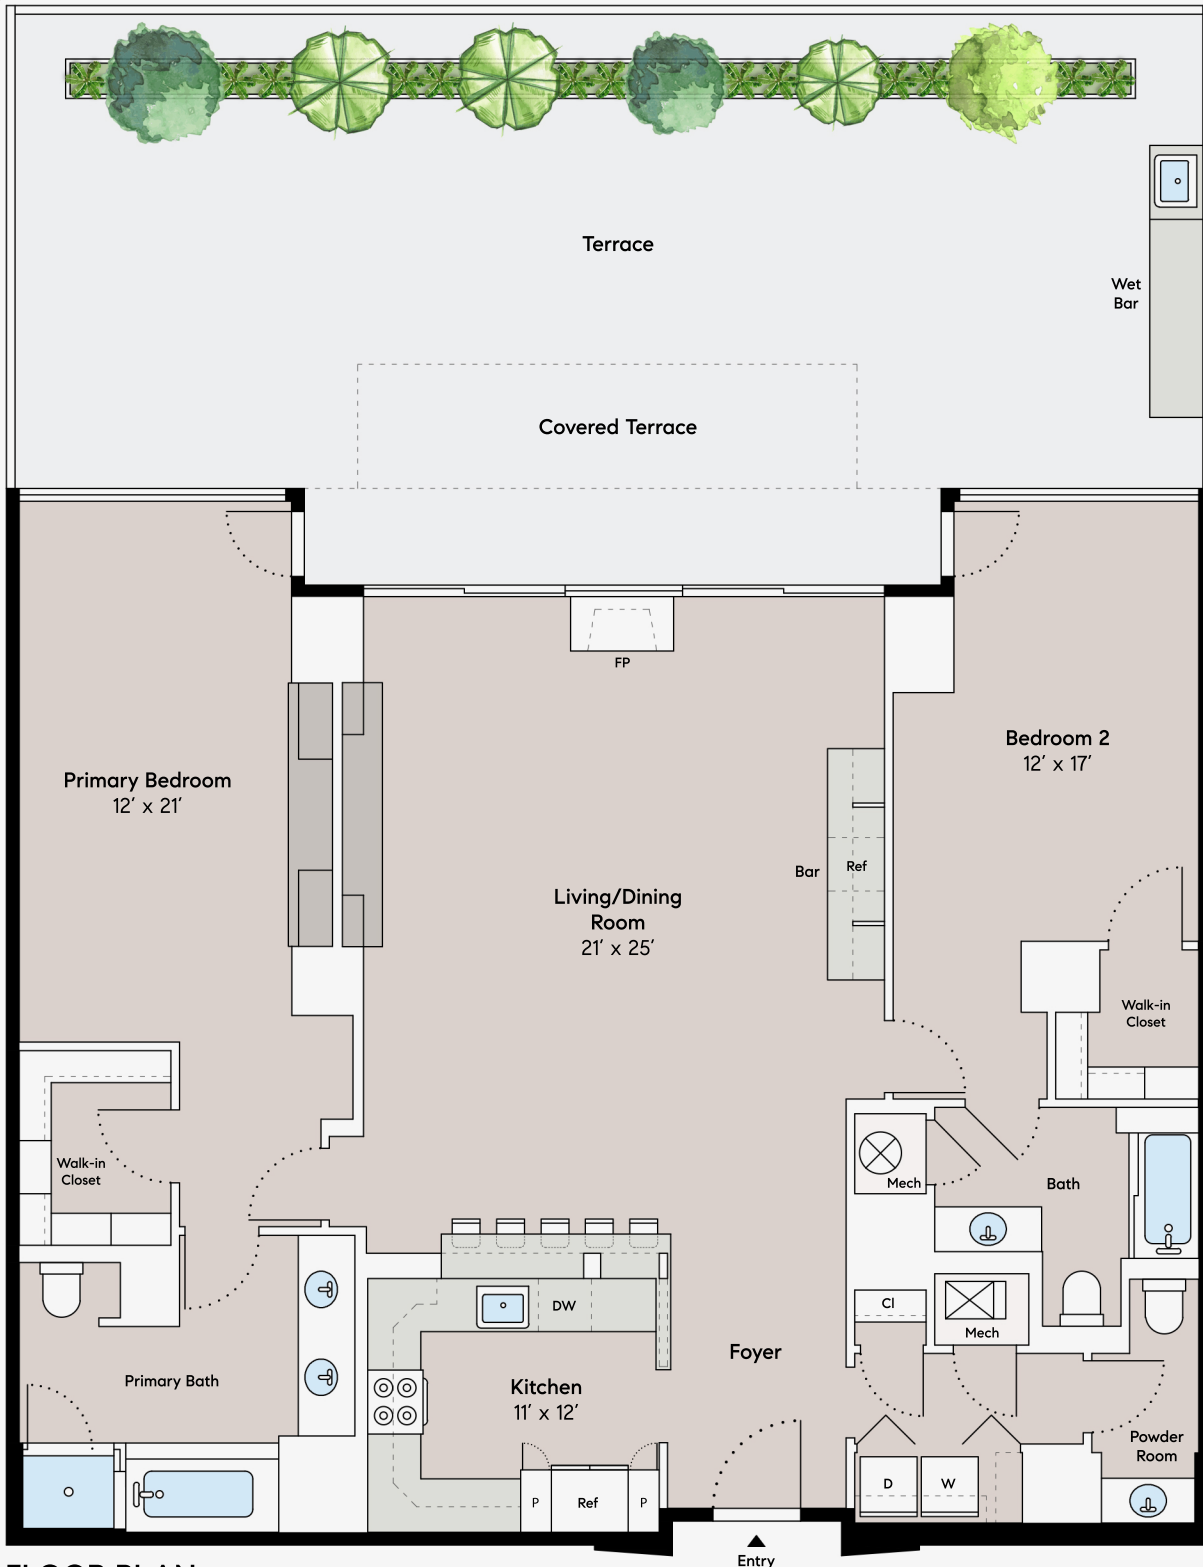 Terrace
Wet
Bar
Covered Terrace
FP
Primary Bedroom
12′ x 21′
Bedroom 2
12′ x 17′
Living/Dining
Room
21′ x 25′
Bar
Ref
Walk-in
Closet
Walk-in
Closet
Mech
Bath
DW
Cl
Mech
Foyer
Primary Bath
Kitchen
11′ x 12′
Powder
Room
P
Ref
P
D
W
Entry
FLOOR PLAN